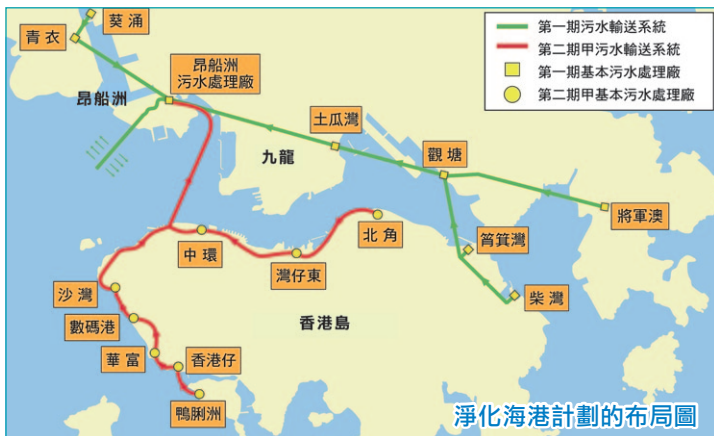 葵涌
青衣
昂船洲
污水處理廠
昂船洲
土瓜灣
九龍
觀塘
將軍澳
北角
筲箕灣
中環
灣仔東
柴灣
沙灣
數碼港
香港島
華富
香港仔
鴨脷洲
第一期污水輸送系統
第二期甲污水輸送系統
第一期基本污水處理廠
第二期甲基本污水處理廠
淨化海港計劃的布局圖